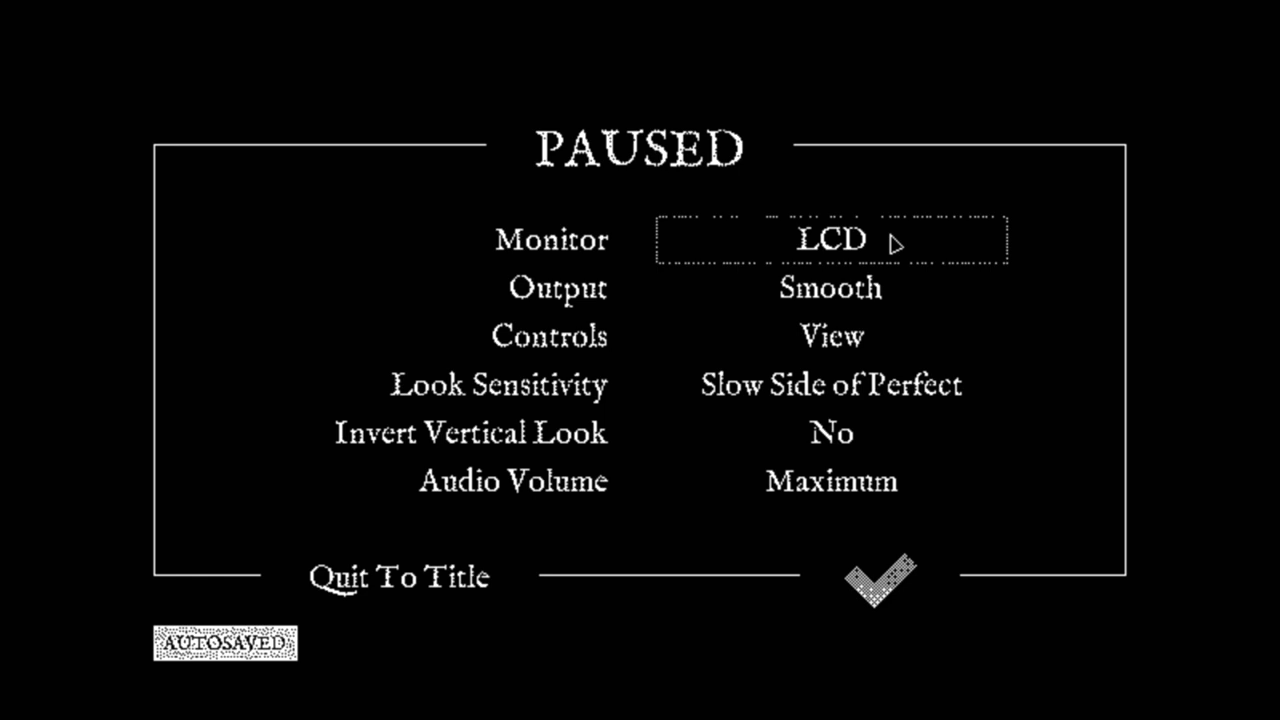 PAUSED
Monitor LCD
Output Smooth
Controls View
Look Sensitivity Slow Side of Perfect
Invert Vertical Look No
Audio Volume Maximum
Quit To Title
AUTOSAVED